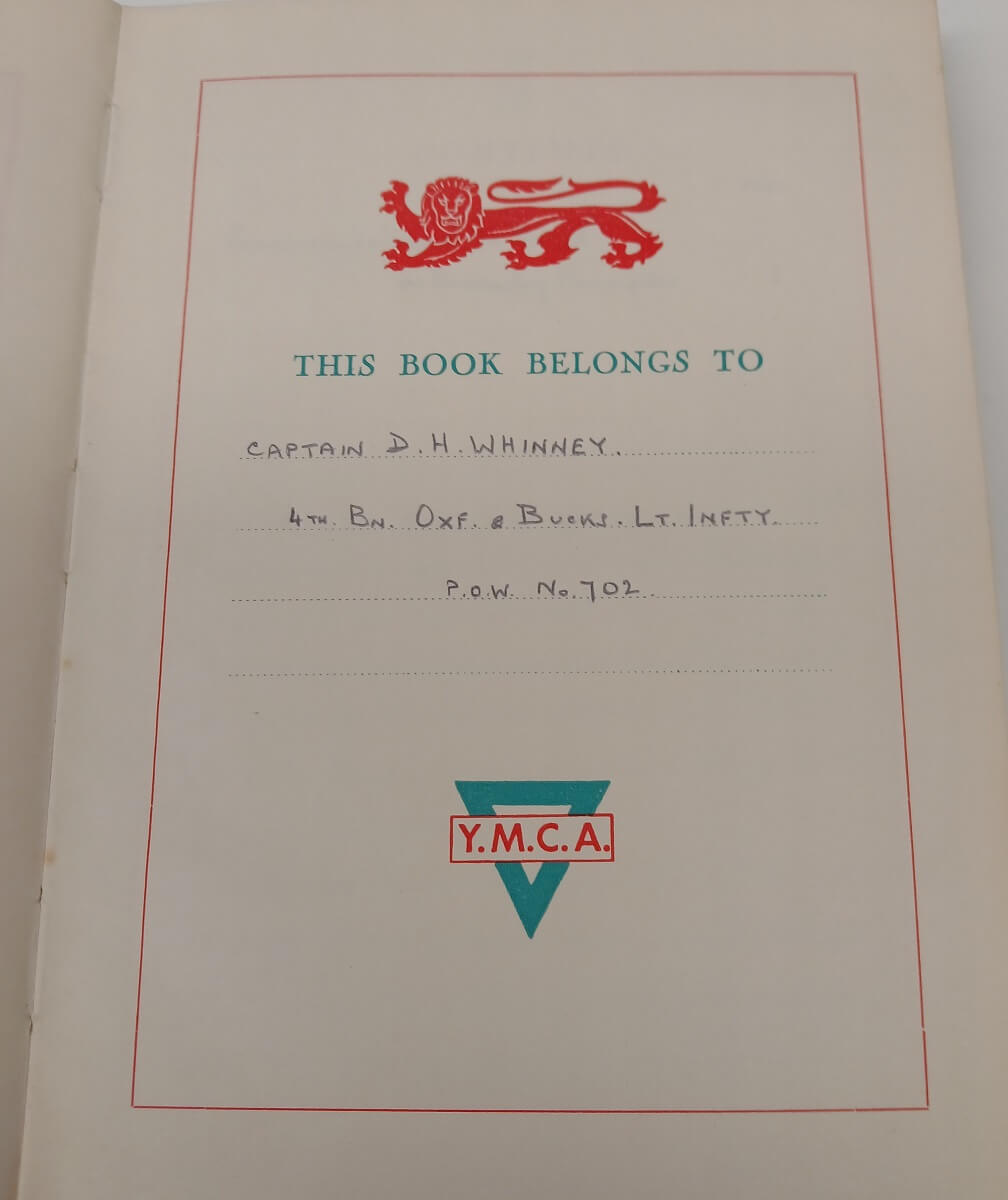 THIS BOOK BELONGS TO
CAPTAIN D. H. WHINNEY.
4TH. BN. OXF. & BUCKS. LT. INFTY.
P.O.W. No. 702.
Y.M.C.A.